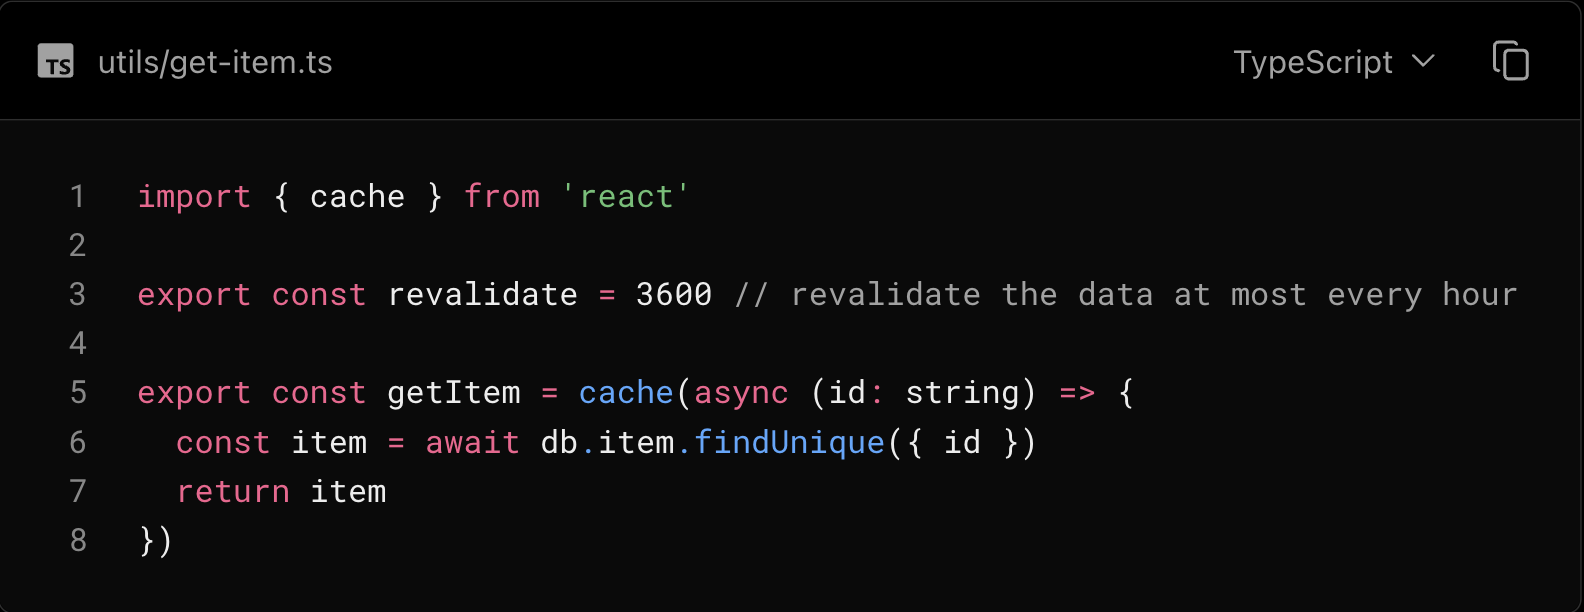 TS utils/get-item.ts TypeScript
1 import { cache } from 'react'
2
3 export const revalidate = 3600 // revalidate the data at most every hour
4
5 export const getItem = cache(async (id: string) => {
6   const item = await db.item.findUnique({ id })
7   return item
8 })